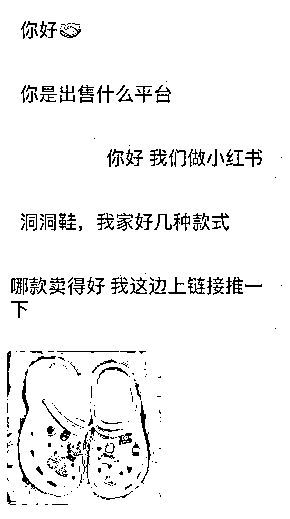 你好
你是出售什么平台
你好 我们做小红书
洞洞鞋，我家好几种款式
哪款卖得好 我这边上链接推一
下